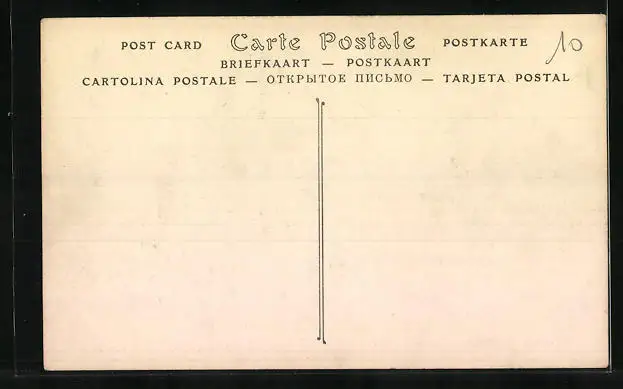 POST CARD Carte Postale POSTKARTE 10
BRIEFKAART — POSTKAART
CARTOLINA POSTALE — ОТКРЫТОЕ ПИСЬМО — TARJETA POSTAL